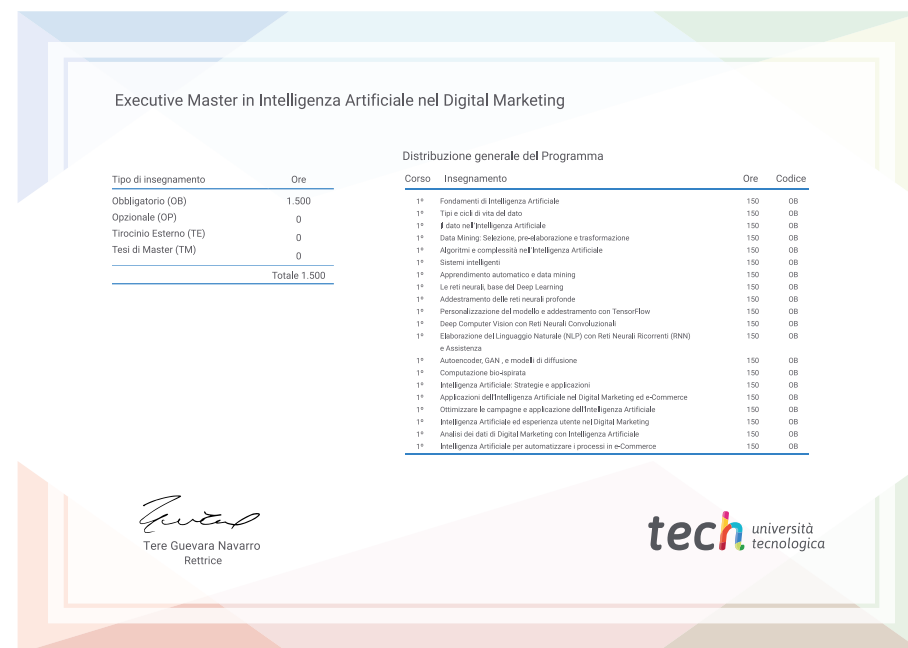 Executive Master in Intelligenza Artificiale nel Digital Marketing
Tipo di insegnamento Ore
Obbligatorio (OB) 1.500
Opzionale (OP) 0
Tirocinio Esterno (TE) 0
Tesi di Master (TM) 0
Totale 1.500
Distribuzione generale del Programma
Corso Insegnamento Ore Codice
1º Fondamenti di Intelligenza Artificiale 150 OB
1º Tipi e cicli di vita del dato 150 OB
1º Il dato nell'Intelligenza Artificiale 150 OB
1º Data Mining: Selezione, pre-elaborazione e trasformazione 150 OB
1º Algoritmi e complessità nell'Intelligenza Artificiale 150 OB
1º Sistemi intelligenti 150 OB
1º Apprendimento automatico e data mining 150 OB
1º Le reti neurali, base del Deep Learning 150 OB
1º Addestramento delle reti neurali profonde 150 OB
1º Personalizzazione del modello e addestramento con TensorFlow 150 OB
1º Deep Computer Vision con Reti Neurali Convoluzionali 150 OB
1º Elaborazione del Linguaggio Naturale (NLP) con Reti Neurali Ricorrenti (RNN) 150 OB
e Assistenza
1º Autoencoder, GAN , e modelli di diffusione 150 OB
1º Computazione bio-ispirata 150 OB
1º Intelligenza Artificiale: Strategie e applicazioni 150 OB
1º Applicazioni dell'Intelligenza Artificiale nel Digital Marketing ed e-Commerce 150 OB
1º Ottimizzare le campagne e applicazione dell'Intelligenza Artificiale 150 OB
1º Intelligenza Artificiale ed esperienza utente nel Digital Marketing 150 OB
1º Analisi dei dati di Digital Marketing con Intelligenza Artificiale 150 OB
1º Intelligenza Artificiale per automatizzare i processi in e-Commerce 150 OB
Tere Guevara Navarro
Rettrice
tech università
tecnologica